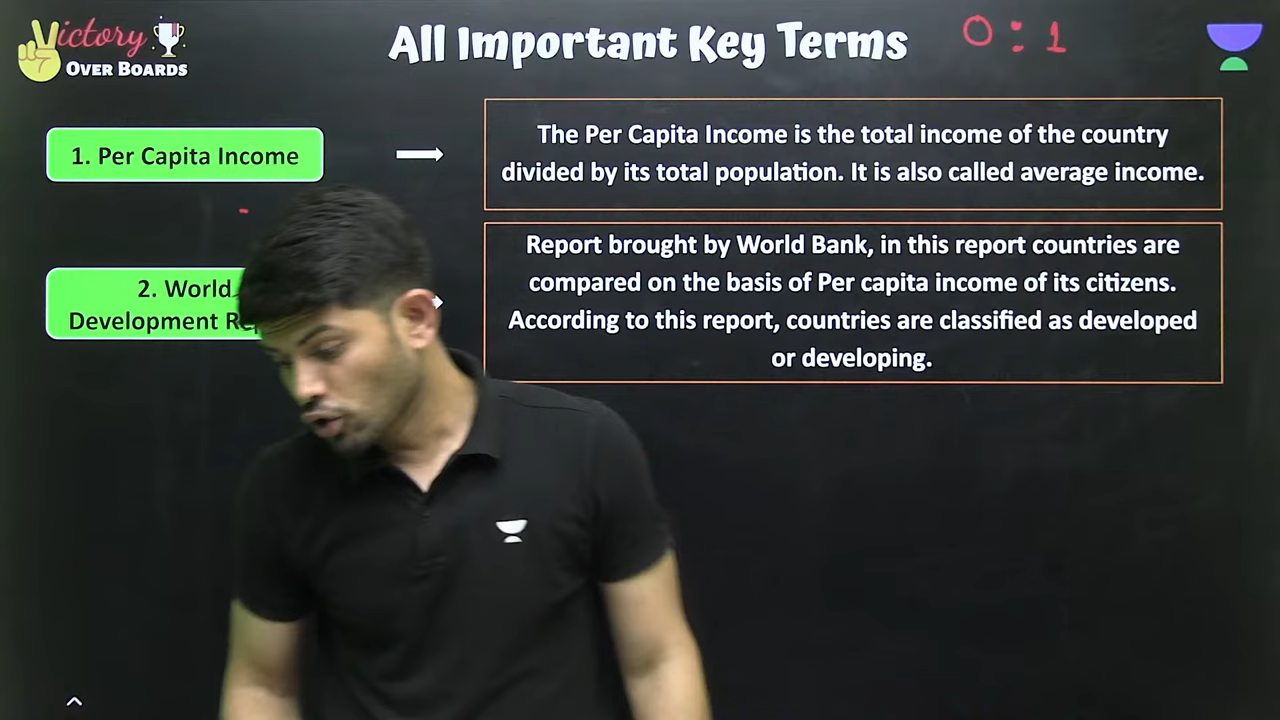 Victory
OVER BOARDS
All Important Key Terms
0 : 1
1. Per Capita Income
The Per Capita Income is the total income of the country
divided by its total population. It is also called average income.
2. World
Development
Report brought by World Bank, in this report countries are
compared on the basis of Per capita income of its citizens.
According to this report, countries are classified as developed
or developing.